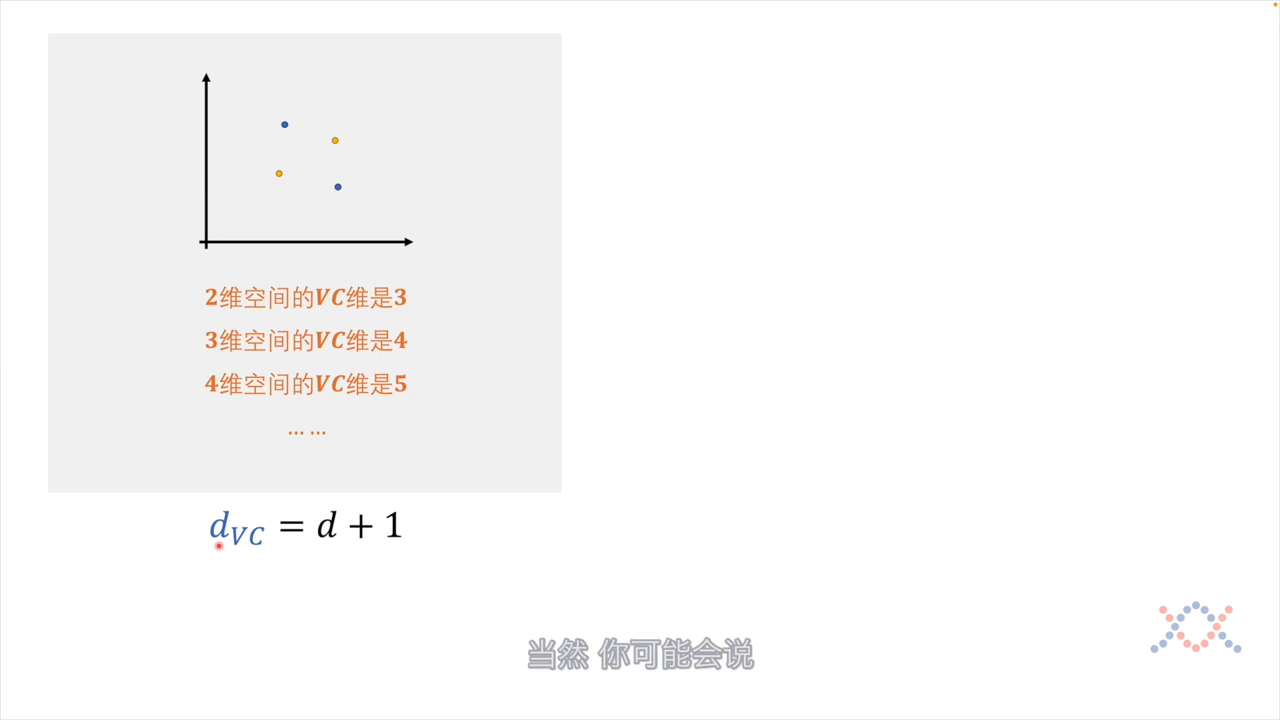 2维空间的VC维是3
3维空间的VC维是4
4维空间的VC维是5
... ...
d_{VC} = d + 1
当然 你可能会说